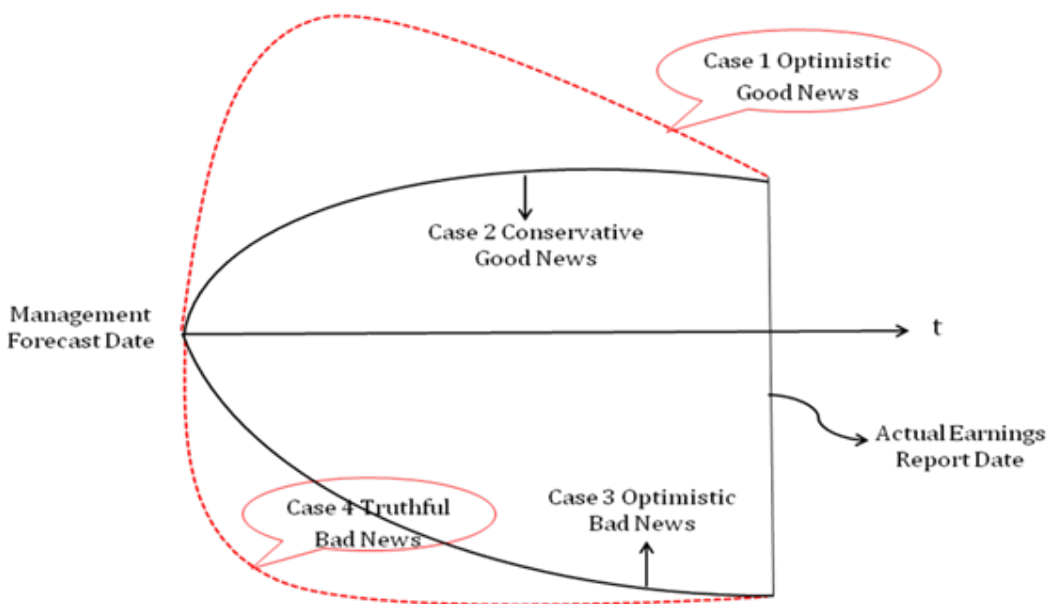 Case 1 Optimistic
Good News
Case 2 Conservative
Good News
Management
Forecast Date
t
Actual Earnings
Report Date
Case 3 Optimistic
Bad News
Case 4 Truthful
Bad News